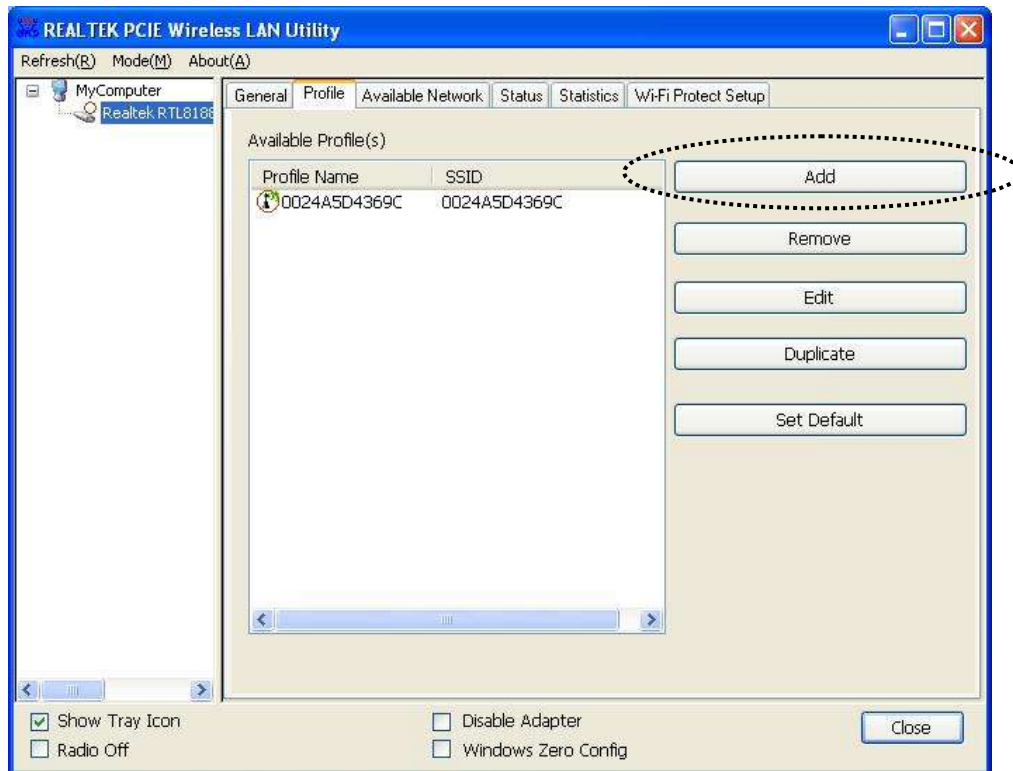 REALTEK PCIE Wireless LAN Utility
Refresh(R) Mode(M) About(A)
MyComputer
Realtek RTL8188
General Profile Available Network Status Statistics Wi-Fi Protect Setup
Available Profile(s)
Profile Name SSID
0024A5D4369C 0024A5D4369C
Add
Remove
Edit
Duplicate
Set Default
Show Tray Icon
Radio Off
Disable Adapter
Windows Zero Config
Close